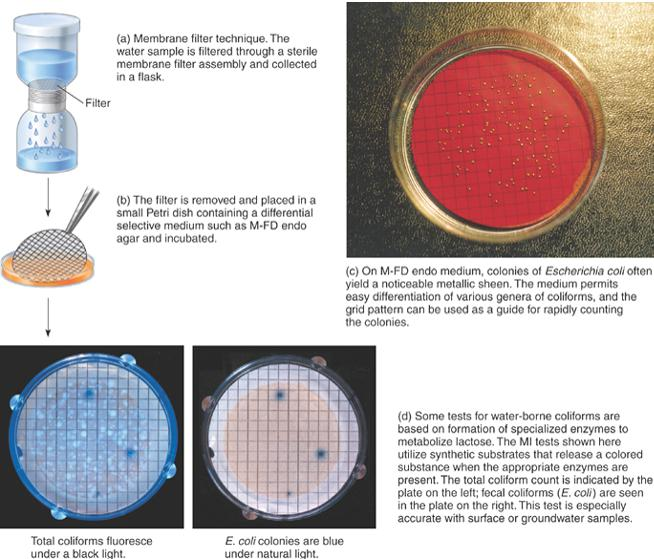 (a) Membrane filter technique. The
water sample is filtered through a sterile
membrane filter assembly and collected
in a flask.
Filter
(b) The filter is removed and placed in a
small Petri dish containing a differential
selective medium such as M-FD endo
agar and incubated.
(c) On M-FD endo medium, colonies of Escherichia coli often
yield a noticeable metallic sheen. The medium permits
easy differentiation of various genera of coliforms, and the
grid pattern can be used as a guide for rapidly counting
the colonies.
(d) Some tests for water-borne coliforms are
based on formation of specialized enzymes to
metabolize lactose. The MI tests shown here
utilize synthetic substrates that release a colored
substance when the appropriate enzymes are
present. The total coliform count is indicated by the
plate on the left; fecal coliforms (E. coli) are seen
in the plate on the right. This test is especially
accurate with surface or groundwater samples.
Total coliforms fluoresce
under a black light.
E. coli colonies are blue
under natural light.